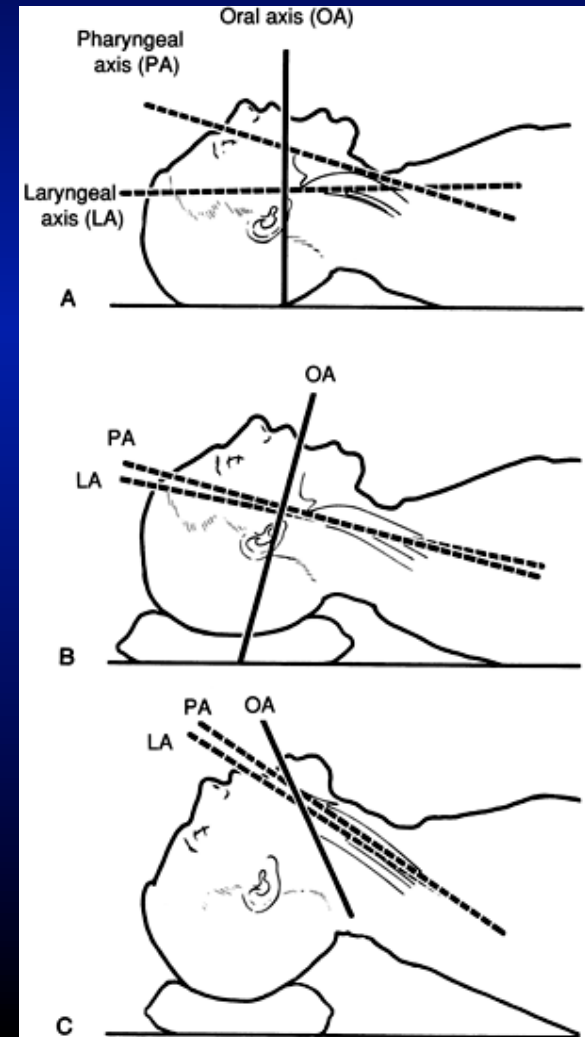 Oral axis (OA)
Pharyngeal
axis (PA)
Laryngeal
axis (LA)
A
OA
PA
LA
B
PA OA
LA
C